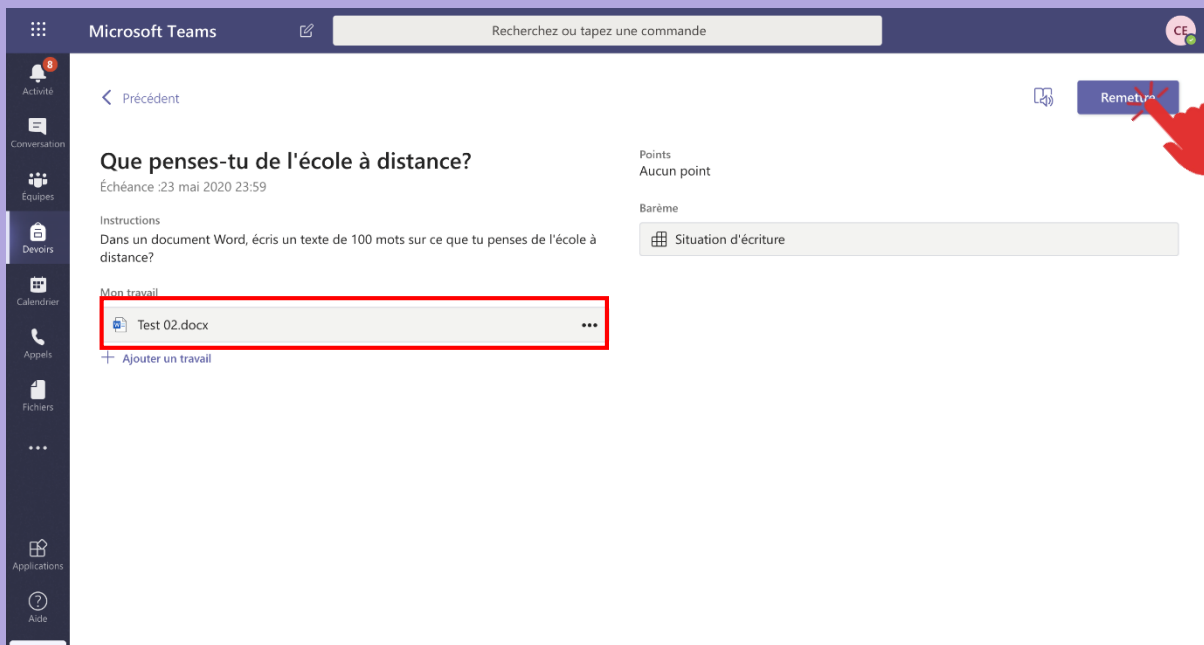 Microsoft Teams
Recherchez ou tapez une commande
CE
8
Activité
Conversation
Équipes
Devoirs
Calendrier
Appels
Fichiers
Applications
Aide
Précédent
Remettre
Que penses-tu de l'école à distance?
Échéance :23 mai 2020 23:59
Instructions
Dans un document Word, écris un texte de 100 mots sur ce que tu penses de l'école à
distance?
Mon travail
Test 02.docx
Ajouter un travail
Points
Aucun point
Barème
Situation d'écriture